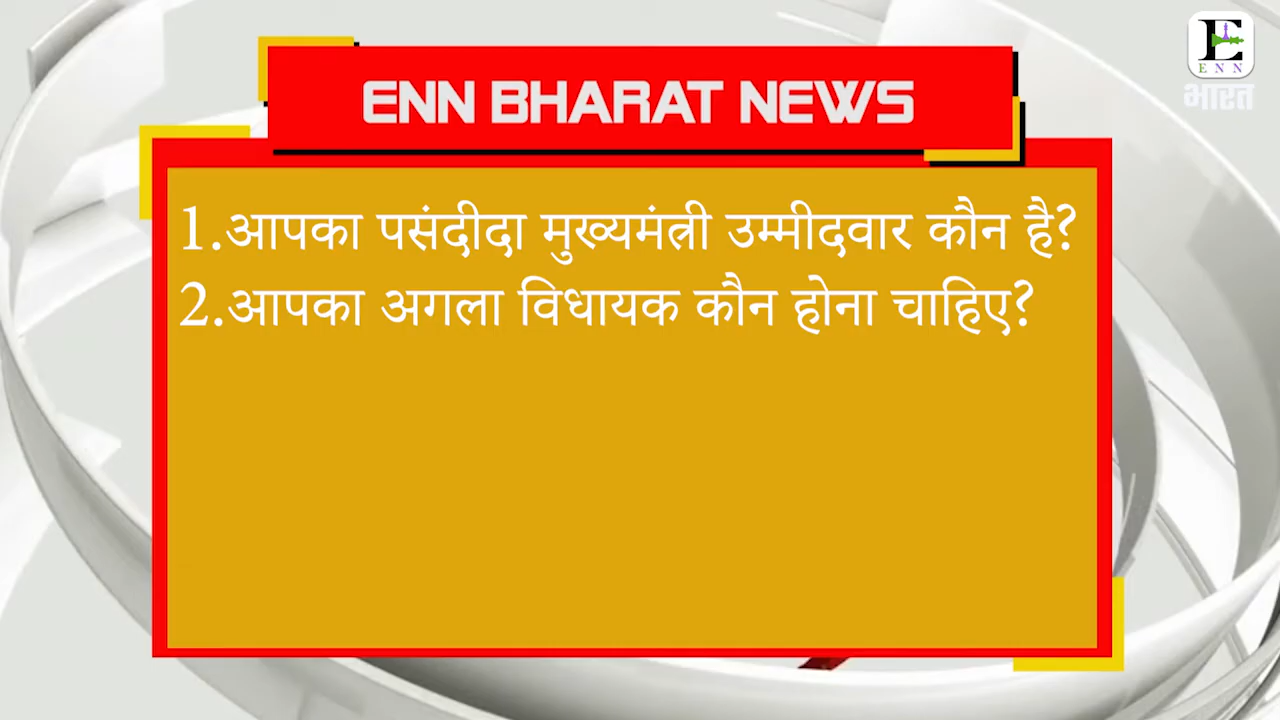 ENN BHARAT NEWS
E
ENN
भारत
1.आपका पसंदीदा मुख्यमंत्री उम्मीदवार कौन है?
2.आपका अगला विधायक कौन होना चाहिए?